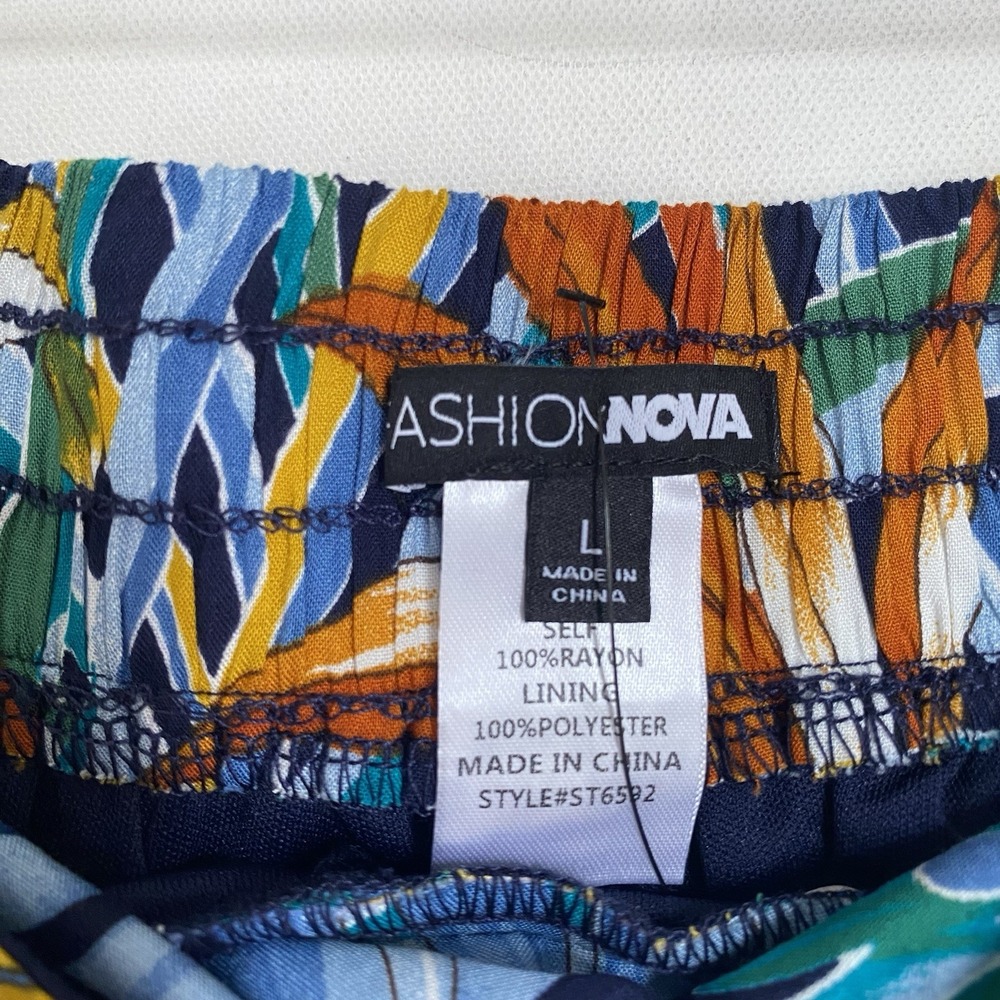 ASHIONNOVA
L
MADE IN
CHINA
SELF
100%RAYON
LINING
100%POLYESTER
MADE IN CHINA
STYLE#ST6592